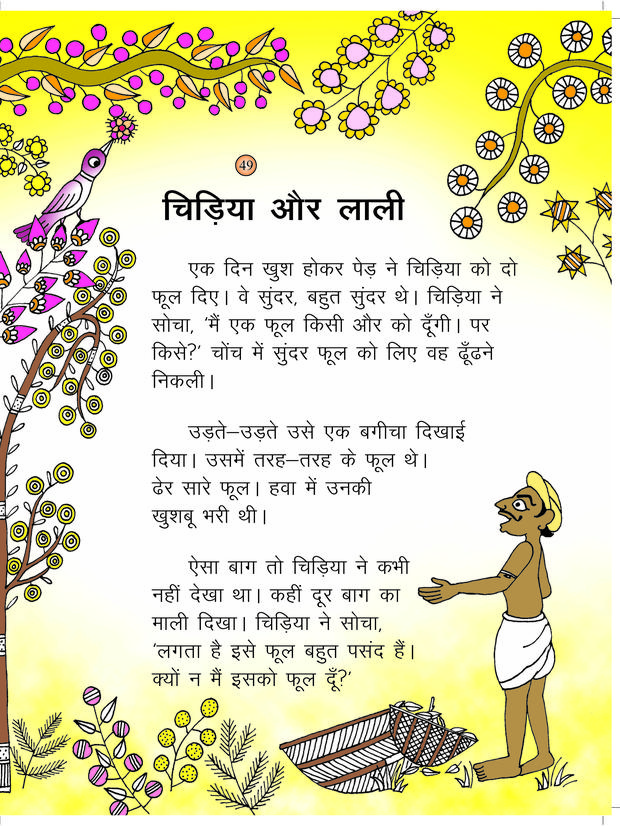 49
चिड़िया और लाली
एक दिन खुश होकर पेड़ ने चिड़िया को दो
फूल दिए। वे सुंदर, बहुत सुंदर थे। चिड़िया ने
सोचा, 'मैं एक फूल किसी और को दूँगी। पर
किसे?' चोंच में सुंदर फूल को लिए वह ढूँढने
निकली।
उड़ते–उड़ते उसे एक बगीचा दिखाई
दिया। उसमें तरह–तरह के फूल थे।
ढेर सारे फूल। हवा में उनकी
खुशबू भरी थी।
ऐसा बाग तो चिड़िया ने कभी
नहीं देखा था। कहीं दूर बाग का
माली दिखा। चिड़िया ने सोचा,
'लगता है इसे फूल बहुत पसंद हैं।
क्यों न मैं इसको फूल दूँ?'